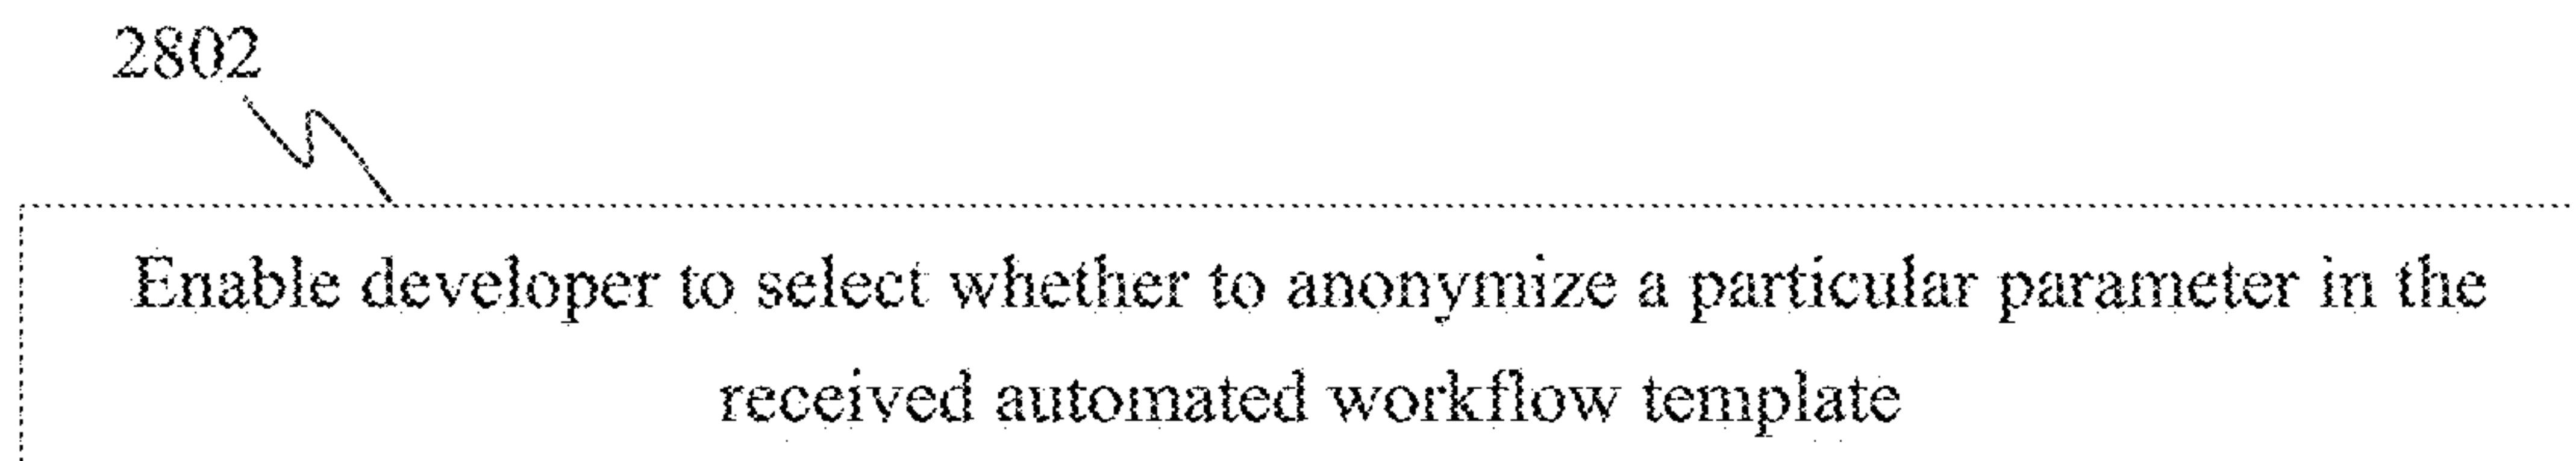 2802
Enable developer to select whether to anonymize a particular parameter in the
received automated workflow template